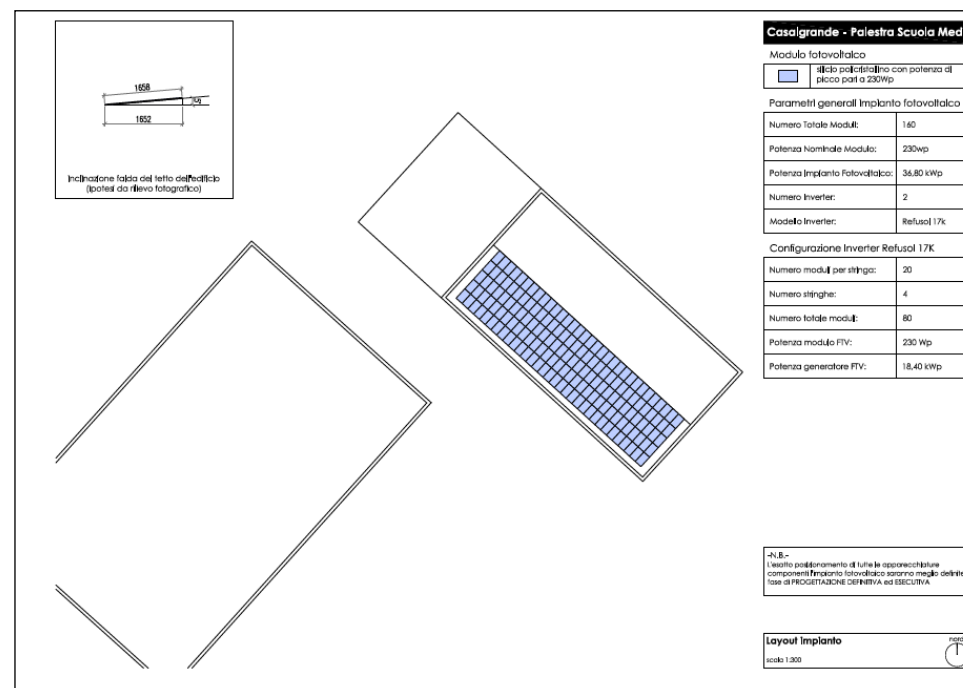 1658
5°
1652
Inclinazione falda del tetto dell'edificio
(ipotesi da rilievo fotografico)
Casalgrande - Palestra Scuola Med
Modulo fotovoltaico
silicio policristallino con potenza di
picco pari a 230Wp
Parametri generali Impianto fotovoltaico
Numero Totale Moduli: 160
Potenza Nominale Modulo: 230wp
Potenza Impianto Fotovoltaico: 36,80 kWp
Numero Inverter: 2
Modello Inverter: Refusol 17k
Configurazione Inverter Refusol 17K
Numero moduli per stringa: 20
Numero stringhe: 4
Numero totale moduli: 80
Potenza modulo FTV: 230 Wp
Potenza generatore FTV: 18,40 kWp
-N.B.-
L'esatto posizionamento di tutte le apparecchiature
componenti l'impianto fotovoltaico saranno meglio definite
fase di PROGETTAZIONE DEFINITIVA ed ESECUTIVA
Layout Impianto
scala 1:300
nord